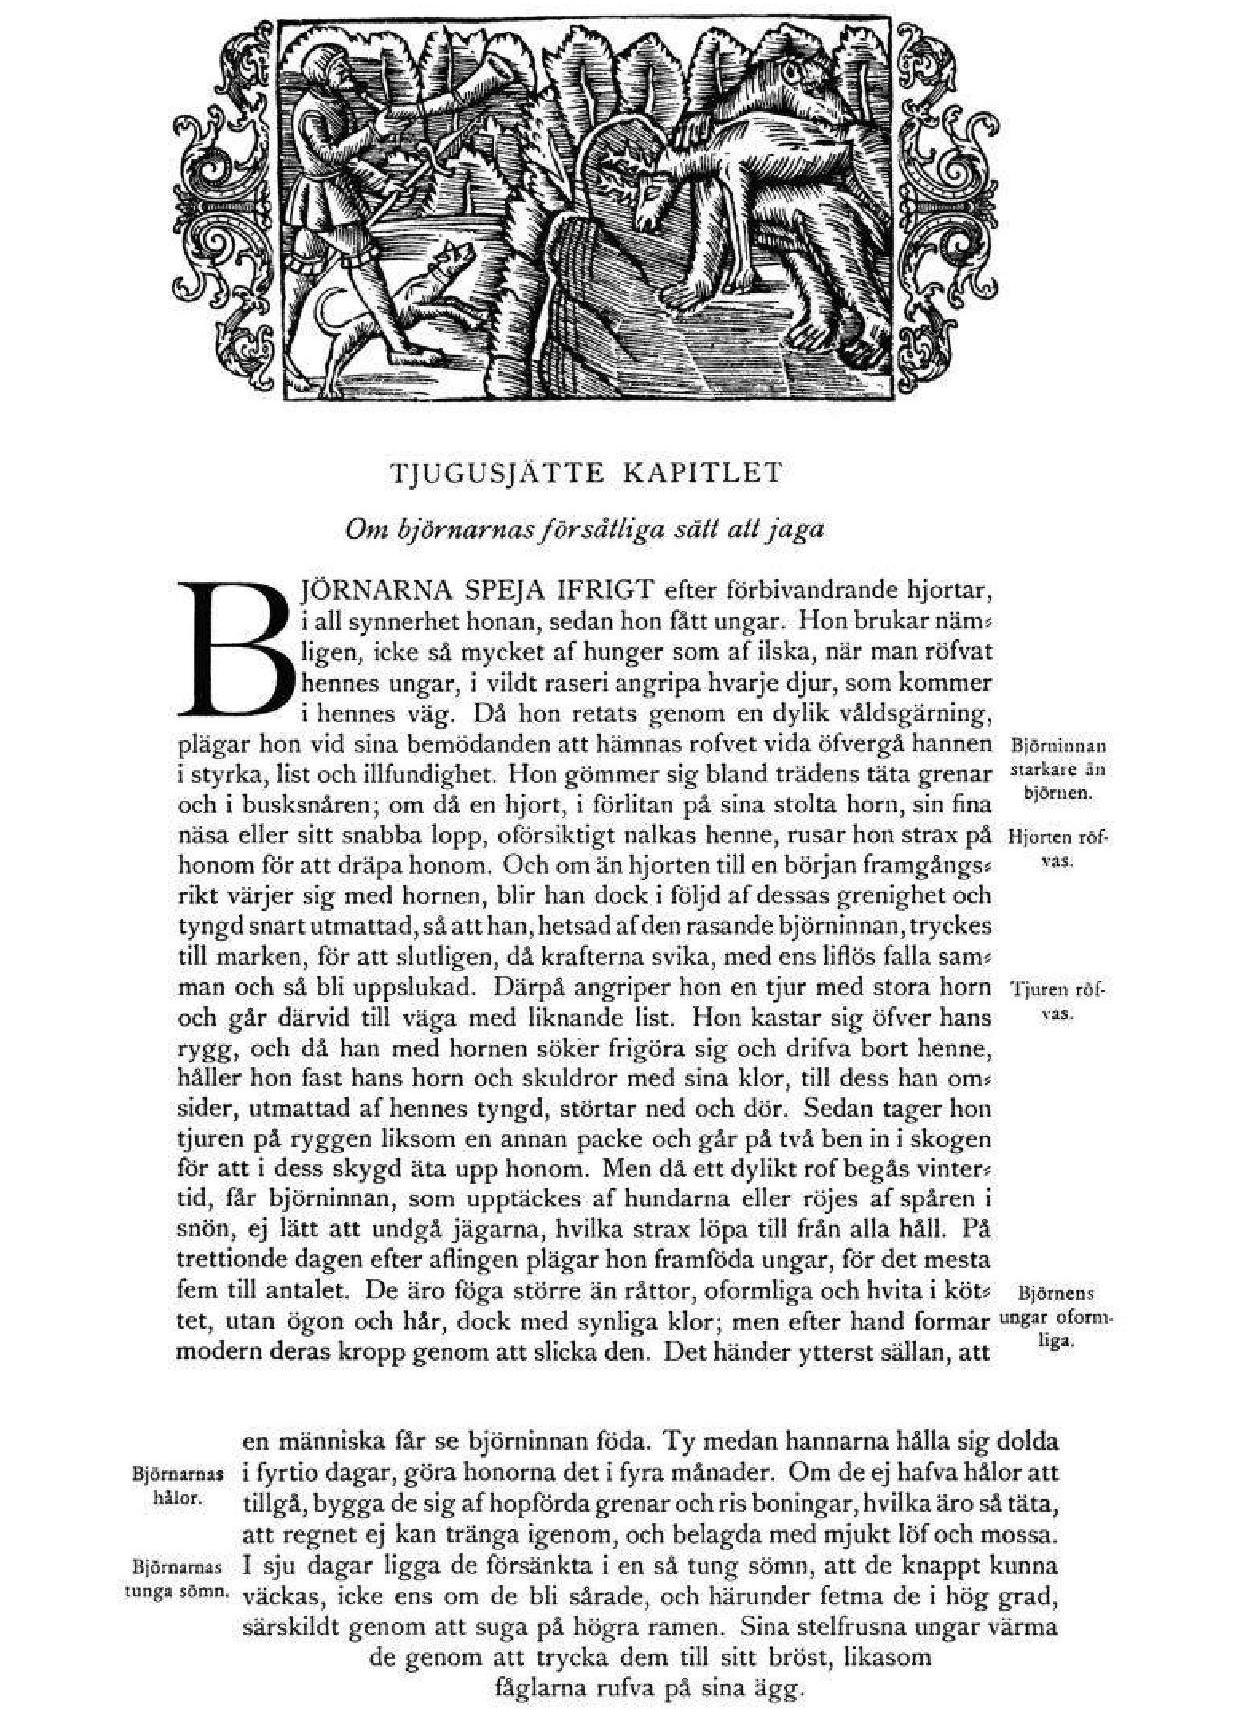 TJUGUSJÄTTE KAPITLET
Om björnarnas försåtliga sätt att jaga
BJÖRNARNA SPEJA IFRIGT efter förbivandrande hjortar,
i all synnerhet honan, sedan hon fått ungar. Hon brukar näm-
ligen, icke så mycket af hunger som af ilska, när man röfvat
hennes ungar, i vildt raseri angripa hvarje djur, som kommer
i hennes väg. Då hon retats genom en dylik våldsgärning,
plägar hon vid sina bemödanden att hämnas rofvet vida öfvergå hannen
i styrka, list och illfundighet. Hon gömmer sig bland trädens täta grenar
och i busksnåren; om då en hjort, i förlitan på sina stolta horn, sin fina
Björninnan
starkare än
björnen.
näsa eller sitt snabba lopp, oförsiktigt nalkas henne, rusar hon strax på
honom för att dräpa honom. Och om än hjorten till en början framgångs-
Hjorten röf-
vas.
rikt värjer sig med hornen, blir han dock i följd af dessas grenighet och
tyngd snart utmattad, så att han, hetsad af den rasande björninnan, tryckes
till marken, för att slutligen, då krafterna svika, med ens liflös falla sam-
man och så bli uppslukad. Därpå angriper hon en tjur med stora horn
och går därvid till väga med liknande list. Hon kastar sig öfver hans
Tjuren röf-
vas.
rygg, och då han med hornen söker frigöra sig och drifva bort henne,
håller hon fast hans horn och skuldror med sina klor, till dess han om-
sider, utmattad af hennes tyngd, störtar ned och dör. Sedan tager hon
tjuren på ryggen liksom en annan packe och går på två ben in i skogen
för att i dess skygd äta upp honom. Men då ett dylikt rof begås vinter-
tid, får björninnan, som upptäckes af hundarna eller röjes af spåren i
snön, ej lätt att undgå jägarna, hvilka strax löpa till från alla håll. På
trettionde dagen efter aflingen plägar hon framföda ungar, för det mesta
fem till antalet. De äro föga större än råttor, oformliga och hvita i köt-
tet, utan ögon och hår, dock med synliga klor; men efter hand formar
modern deras kropp genom att slicka den. Det händer ytterst sällan, att
Björnens
ungar oform-
liga.
en människa får se björninnan föda. Ty medan hannarna hålla sig dolda
i fyrtio dagar, göra honorna det i fyra månader. Om de ej hafva hålor att
tillgå, bygga de sig af hopförda grenar och ris boningar, hvilka äro så täta,
Björnarnas
hålor.
att regnet ej kan tränga igenom, och belagda med mjukt löf och mossa.
I sju dagar ligga de försänkta i en så tung sömn, att de knappt kunna
väckas, icke ens om de bli sårade, och härunder fetma de i hög grad,
Björnarnas
tunga sömn.
särskildt genom att suga på högra ramen. Sina stelfrusna ungar värma
de genom att trycka dem till sitt bröst, likasom
fåglarna rufva på sina ägg.